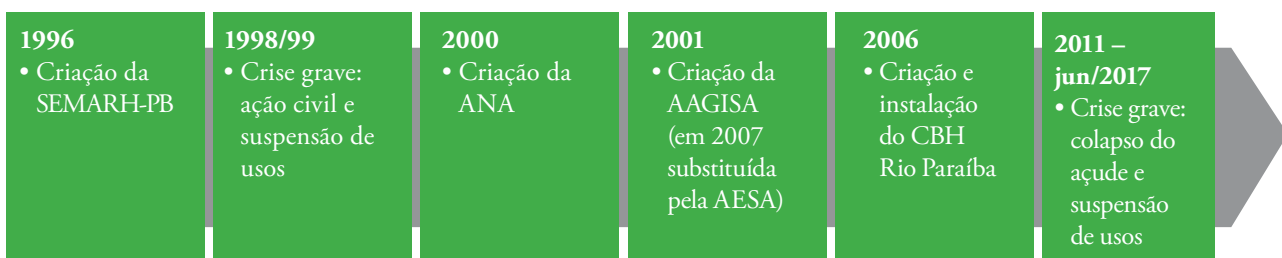 1996
• Criação da
SEMARH-PB
1998/99
• Crise grave:
ação civil e
suspensão de
usos
2000
• Criação da
ANA
2001
• Criação da
AAGISA
(em 2007
substituída
pela AESA)
2006
• Criação e
instalação
do CBH
Rio Paraíba
2011 –
jun/2017
• Crise grave:
colapso do
açude e
suspensão
de usos